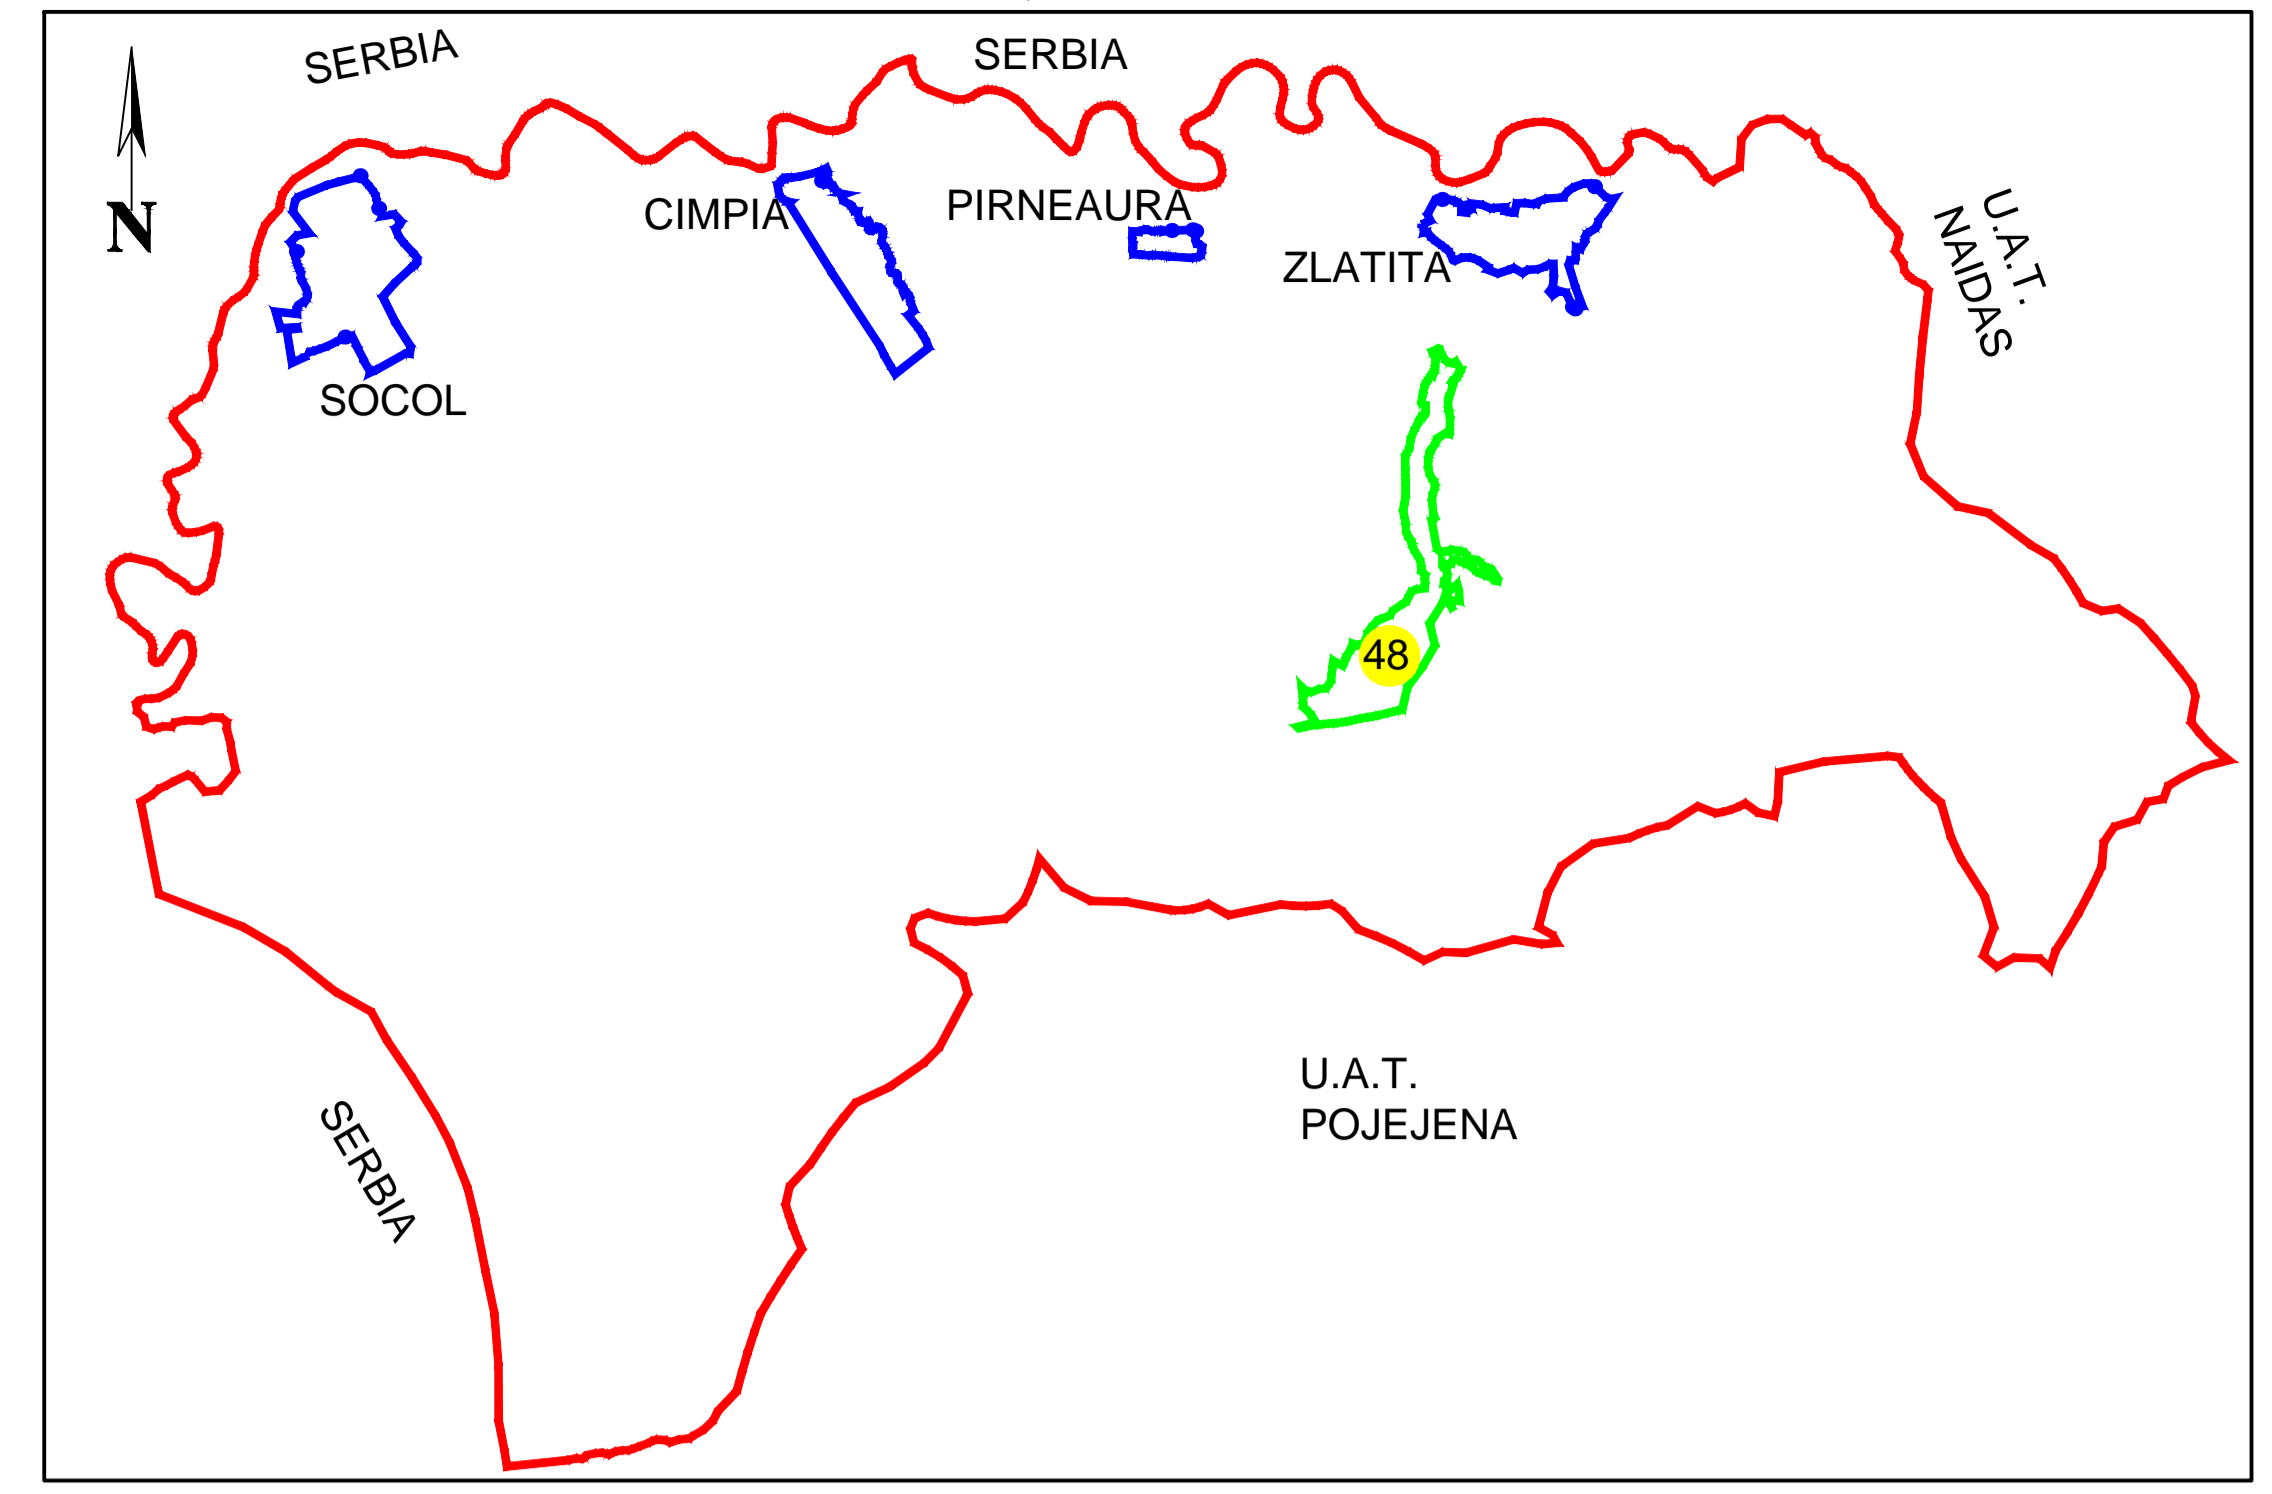 SERBIA
SERBIA
N
CIMPIA
PIRNEAURA
U.A.T.
NAIDAS
ZLATITA
SOCOL
48
U.A.T.
POJEJENA
SERBIA